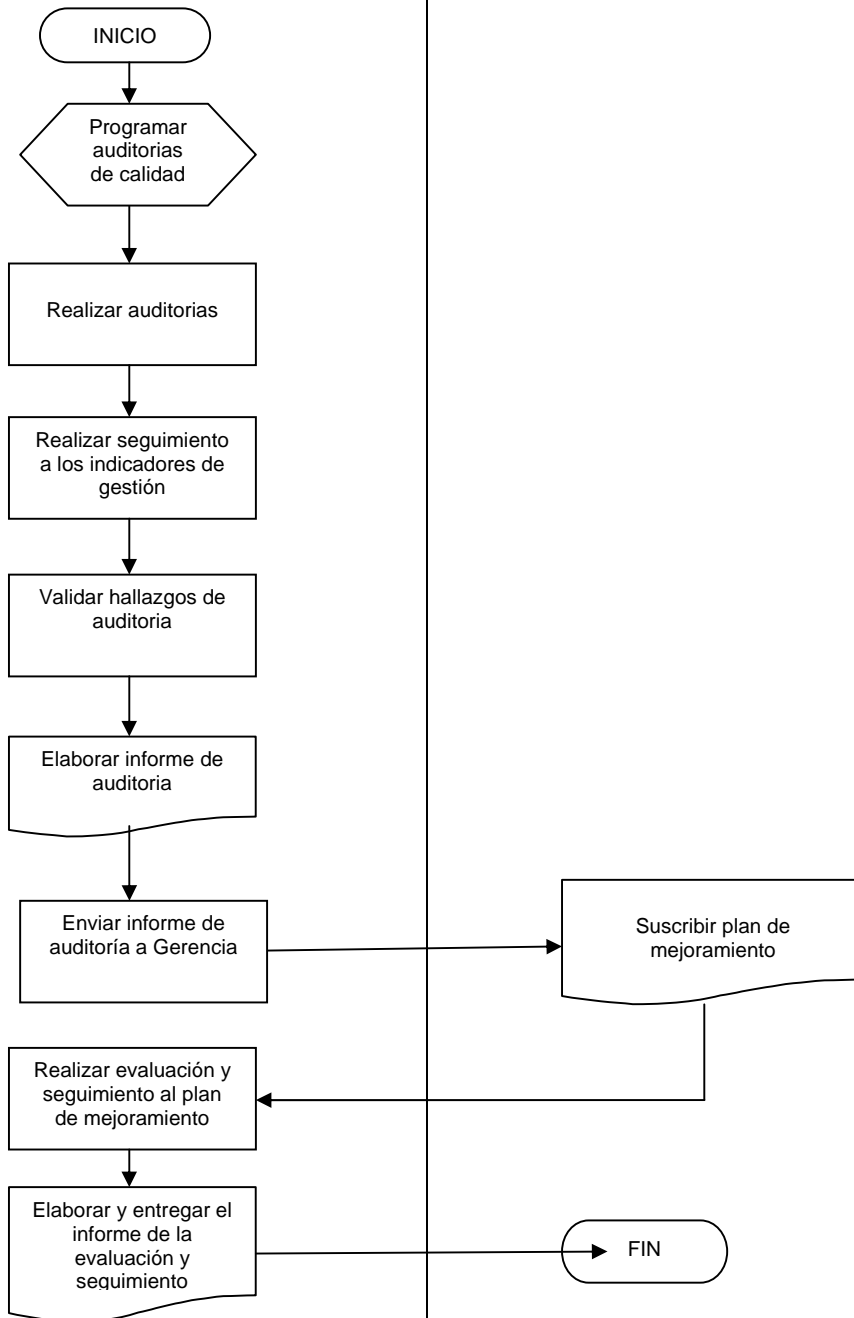 INICIO
Programar
auditorias
de calidad
Realizar auditorias
Realizar seguimiento
a los indicadores de
gestión
Validar hallazgos de
auditoria
Elaborar informe de
auditoria
Enviar informe de
auditoría a Gerencia
Suscribir plan de
mejoramiento
Realizar evaluación y
seguimiento al plan
de mejoramiento
Elaborar y entregar el
informe de la
evaluación y
seguimiento
FIN